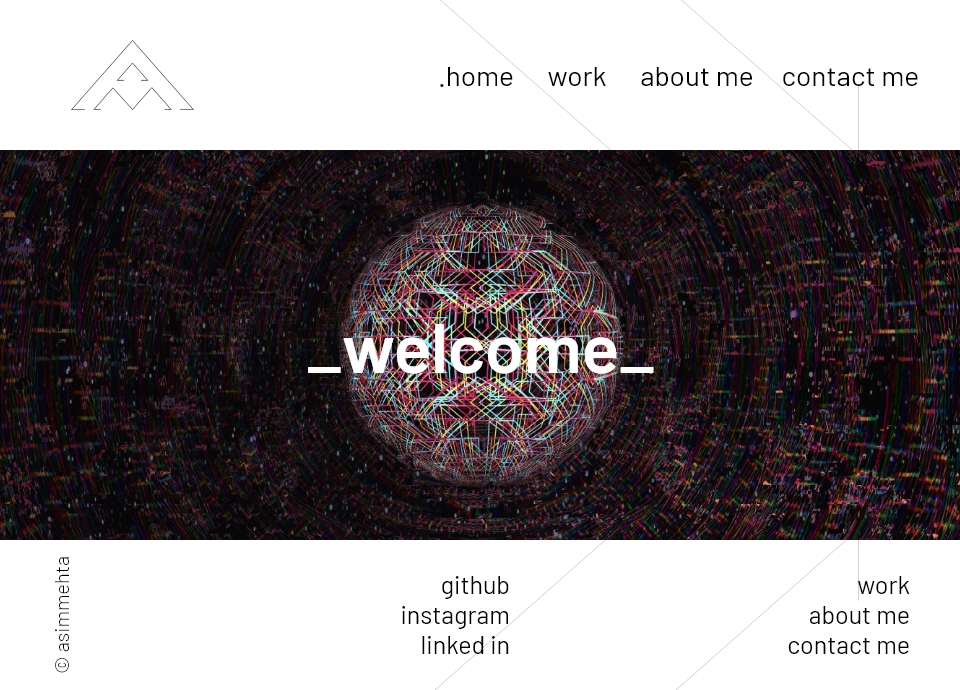 .home work about me contact me
_welcome_
© asimmehta
github
instagram
linked in
work
about me
contact me